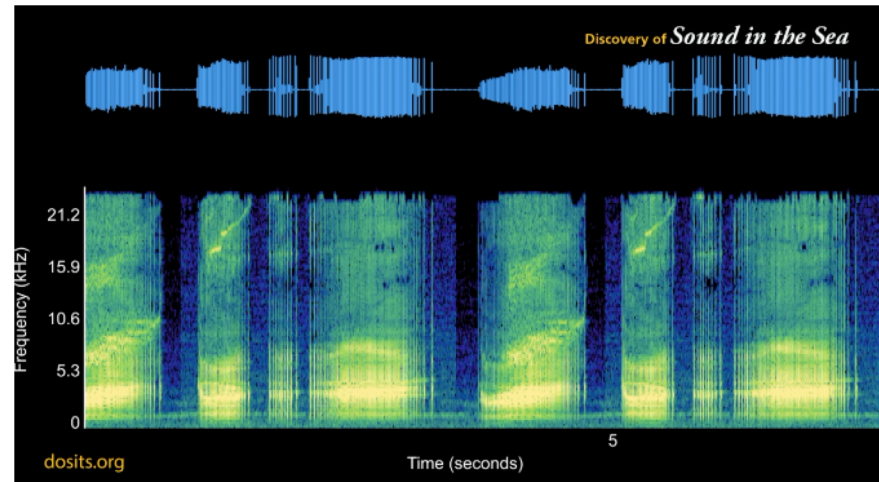 Discovery of Sound in the Sea
21.2
15.9
10.6
5.3
0
Frequency (kHz)
5
Time (seconds)
dosits.org